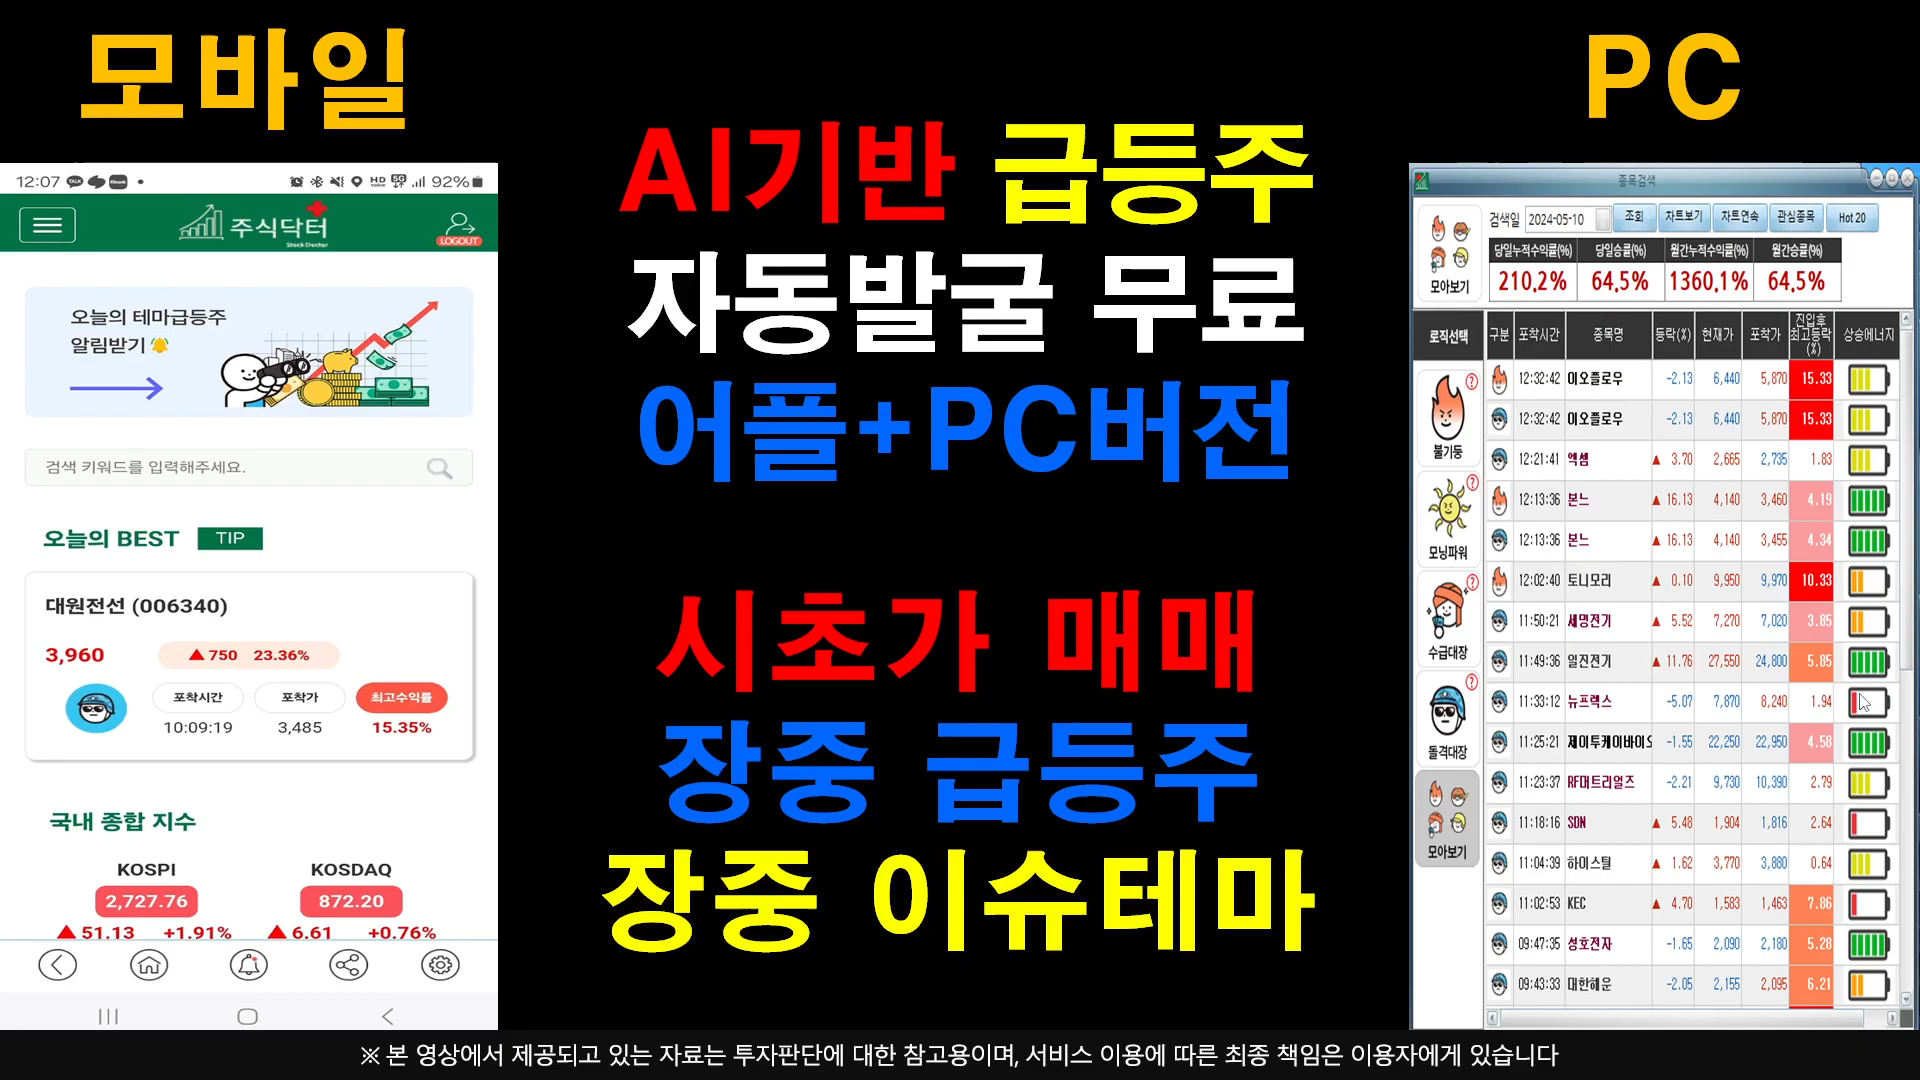 모바일
PC
AI기반 급등주
자동발굴 무료
어플+PC버전
시초가 매매
장중 급등주
장중 이슈테마
12:07 TALK Kbank HD VOICE 5G 92%
주식닥터
Stock Doctor
LOGOUT
오늘의 테마급등주
알림받기
검색 키워드를 입력해주세요.
오늘의 BEST TIP
대원전선 (006340)
3,960 ▲ 750 23.36%
포착시간 포착가 최고수익률
10:09:19 3,485 15.35%
국내 종합 지수
KOSPI KOSDAQ
2,727.76 872.20
▲ 51.13 +1.91% ▲ 6.61 +0.76%
종목검색
모아보기
검색일 2024-05-10 조회 차트보기 차트연속 관심종목 Hot 20
당일누적수익률(%) 당일승률(%) 월간누적수익률(%) 월간승률(%)
210,2% 64,5% 1360,1% 64,5%
로직선택
불기둥
모닝파워
수급대장
돌격대장
모아보기
구분 포착시간 종목명 등락(%) 현재가 포착가 진입후 최고등락 (%) 상승에너지
12:32:42 이오플로우 -2.13 6,440 5,870 15.33
12:32:42 이오플로우 -2.13 6,440 5,870 15.33
12:21:41 엑셈 ▲ 3.70 2,665 2,735 1.83
12:13:36 본느 ▲ 16.13 4,140 3,460 4.19
12:13:36 본느 ▲ 16.13 4,140 3,455 4.34
12:02:40 토니모리 ▲ 0.10 9,950 9,970 10.33
11:50:21 세명전기 ▲ 5.52 7,270 7,020 3.85
11:49:36 일진전기 ▲ 11.76 27,550 24,800 5.85
11:33:12 뉴프렉스 -5.07 7,870 8,240 1.94
11:25:21 제이투케이바이오 -1.55 22,250 22,950 4.58
11:23:37 RF머트리얼즈 -2.21 9,730 10,390 2.79
11:18:16 SDN ▲ 5.48 1,904 1,816 2.64
11:04:39 하이스틸 ▲ 1.62 3,770 3,880 0.64
11:02:53 KEC ▲ 4.70 1,583 1,463 7.86
09:47:35 성호전자 -1.65 2,090 2,180 5.28
09:43:33 대한해운 -2.05 2,155 2,095 6.21
※ 본 영상에서 제공되고 있는 자료는 투자판단에 대한 참고용이며, 서비스 이용에 따른 최종 책임은 이용자에게 있습니다